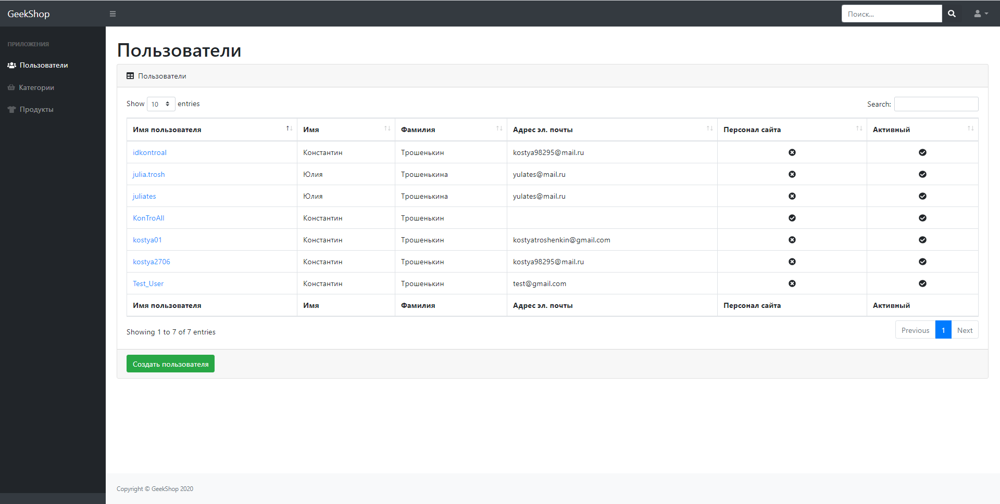 GeekShop
Поиск...
ПРИЛОЖЕНИЯ
Пользователи
Категории
Продукты
Пользователи
Пользователи
Show 10 entries
Search:
Имя пользователя Имя Фамилия Адрес эл. почты Персонал сайта Активный
idkontroal Константин Трошенькин kostya98295@mail.ru
julia.trosh Юлия Трошенькина yulates@mail.ru
juliates Юлия Трошенькина yulates@mail.ru
KonTroAll Константин Трошенькин
kostya01 Константин Трошенькин kostyatroshenkin@gmail.com
kostya2706 Константин Трошенькин kostya98295@mail.ru
Test_User Константин Трошенькин test@gmail.com
Имя пользователя Имя Фамилия Адрес эл. почты Персонал сайта Активный
Showing 1 to 7 of 7 entries
Previous 1 Next
Создать пользователя
Copyright © GeekShop 2020